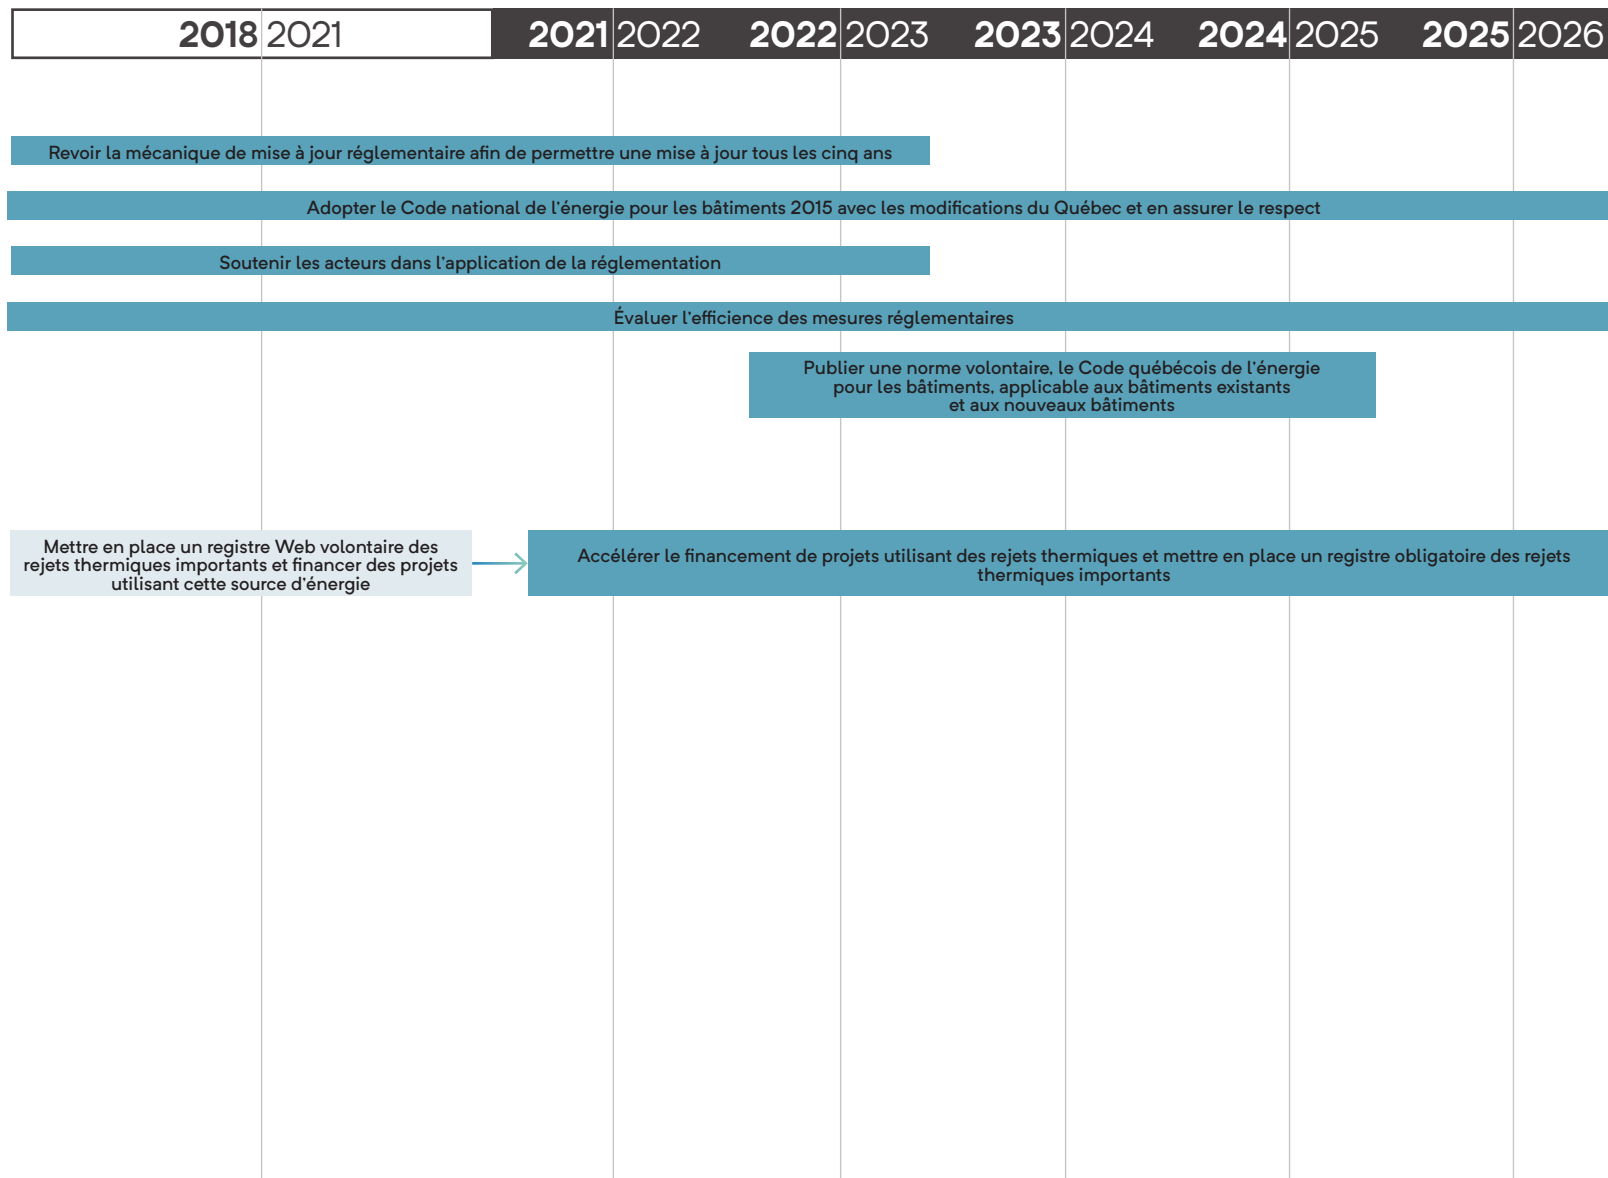 2018 2021 2021 2022 2022 2023 2023 2024 2024 2025 2025 2026
Revoir la mécanique de mise à jour réglementaire afin de permettre une mise à jour tous les cinq ans
Adopter le Code national de l'énergie pour les bâtiments 2015 avec les modifications du Québec et en assurer le respect
Soutenir les acteurs dans l'application de la réglementation
Évaluer l'efficience des mesures réglementaires
Publier une norme volontaire, le Code québécois de l'énergie
pour les bâtiments, applicable aux bâtiments existants
et aux nouveaux bâtiments
Mettre en place un registre Web volontaire des
rejets thermiques importants et financer des projets
utilisant cette source d'énergie
Accélérer le financement de projets utilisant des rejets thermiques et mettre en place un registre obligatoire des rejets
thermiques importants